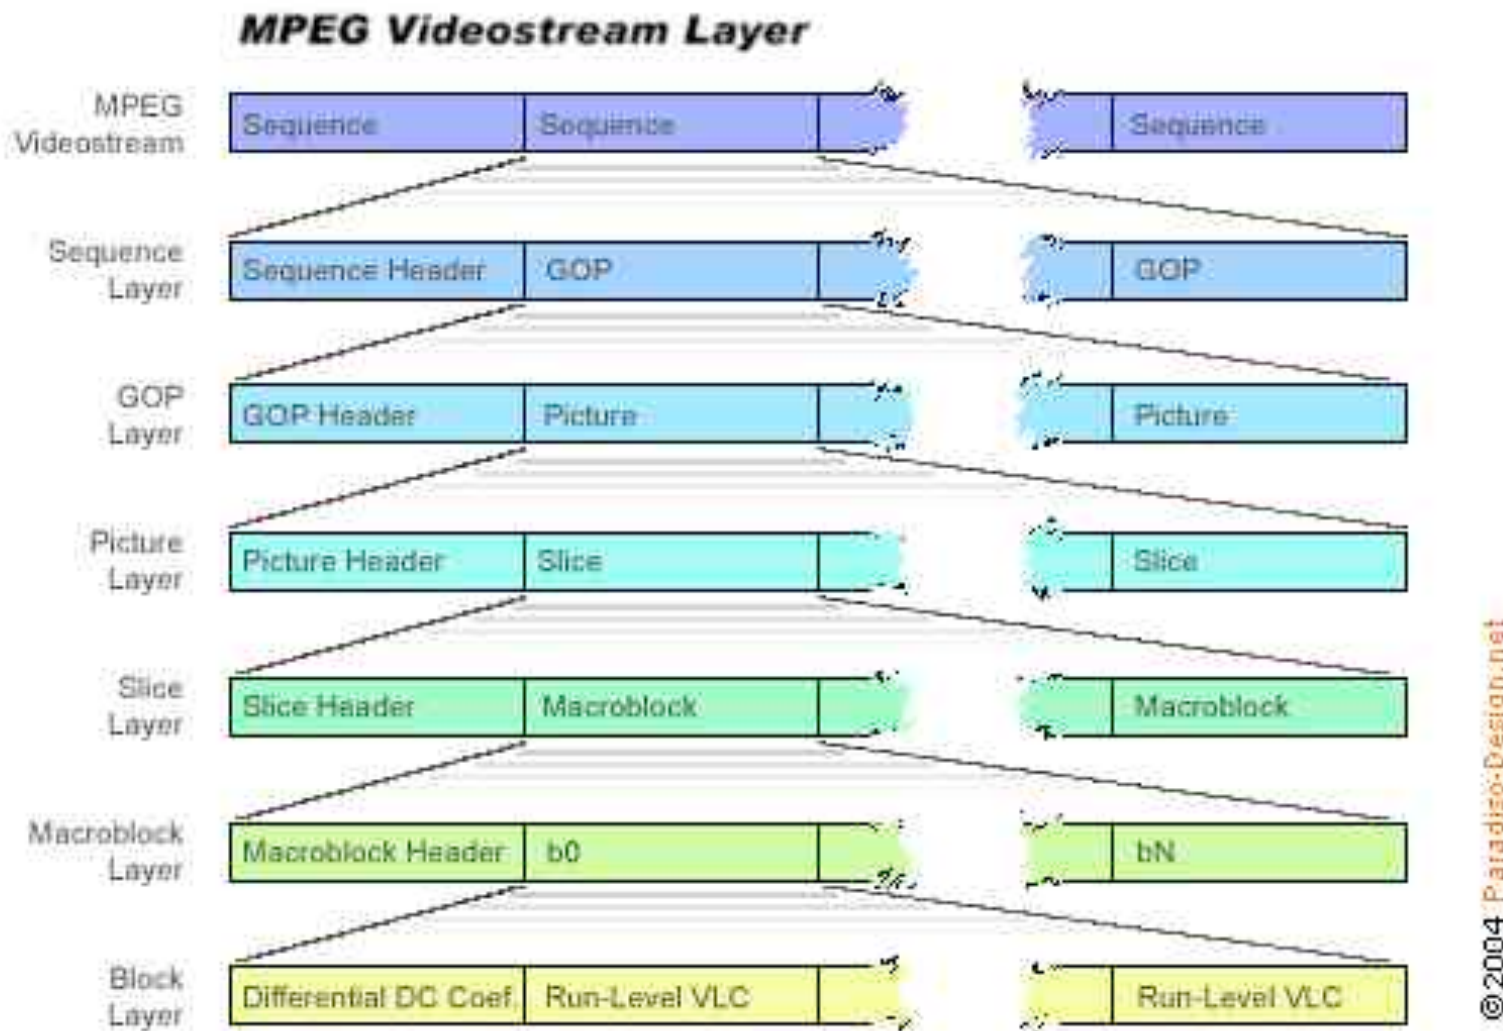 MPEG Videostream Layer
MPEG
Videostream
Sequence
Sequence
Sequence
Sequence
Layer
Sequence Header
GOP
GOP
GOP
Layer
GOP Header
Picture
Picture
Picture
Layer
Picture Header
Slice
Slice
Slice
Layer
Slice Header
Macroblock
Macroblock
Macroblock
Layer
Macroblock Header
b0
bN
Block
Layer
Differential DC Coef.
Run-Level VLC
Run-Level VLC
©2004 Paradiso-Design.net